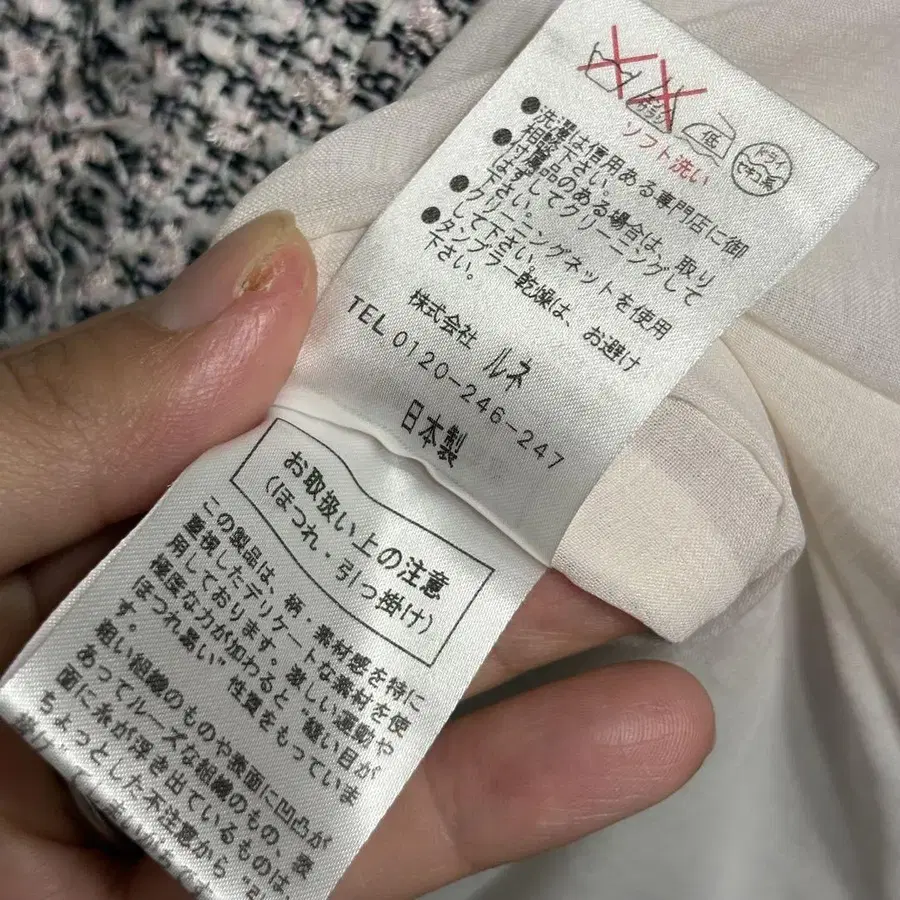 低
ドライ
セキユ系
ソフト洗い
●洗濯は信用ある専門店に御
相談下さい。
●付属品のある場合は、取り
はずしてクリーニングして
下さい。
●クリーニングネットを使用
して下さい。
●タンブラー乾燥は、お避け
下さい。
株式会社 ルネ
TEL 0120-246-247
日本製
お取扱い上の注意
(ほつれ・引っ掛け)
この製品は、柄・素材感を特に
重視したデリケートな素材を使
用しております。激しい運動や
極度な力が加わると"縫い目が
ほつれ易い"性質をもっていま
す。
粗い組織のものや表面に凹凸が
あってルーズな組織のもの、表
面に糸が浮き出ているものは、
ちょっとした不注意から"引